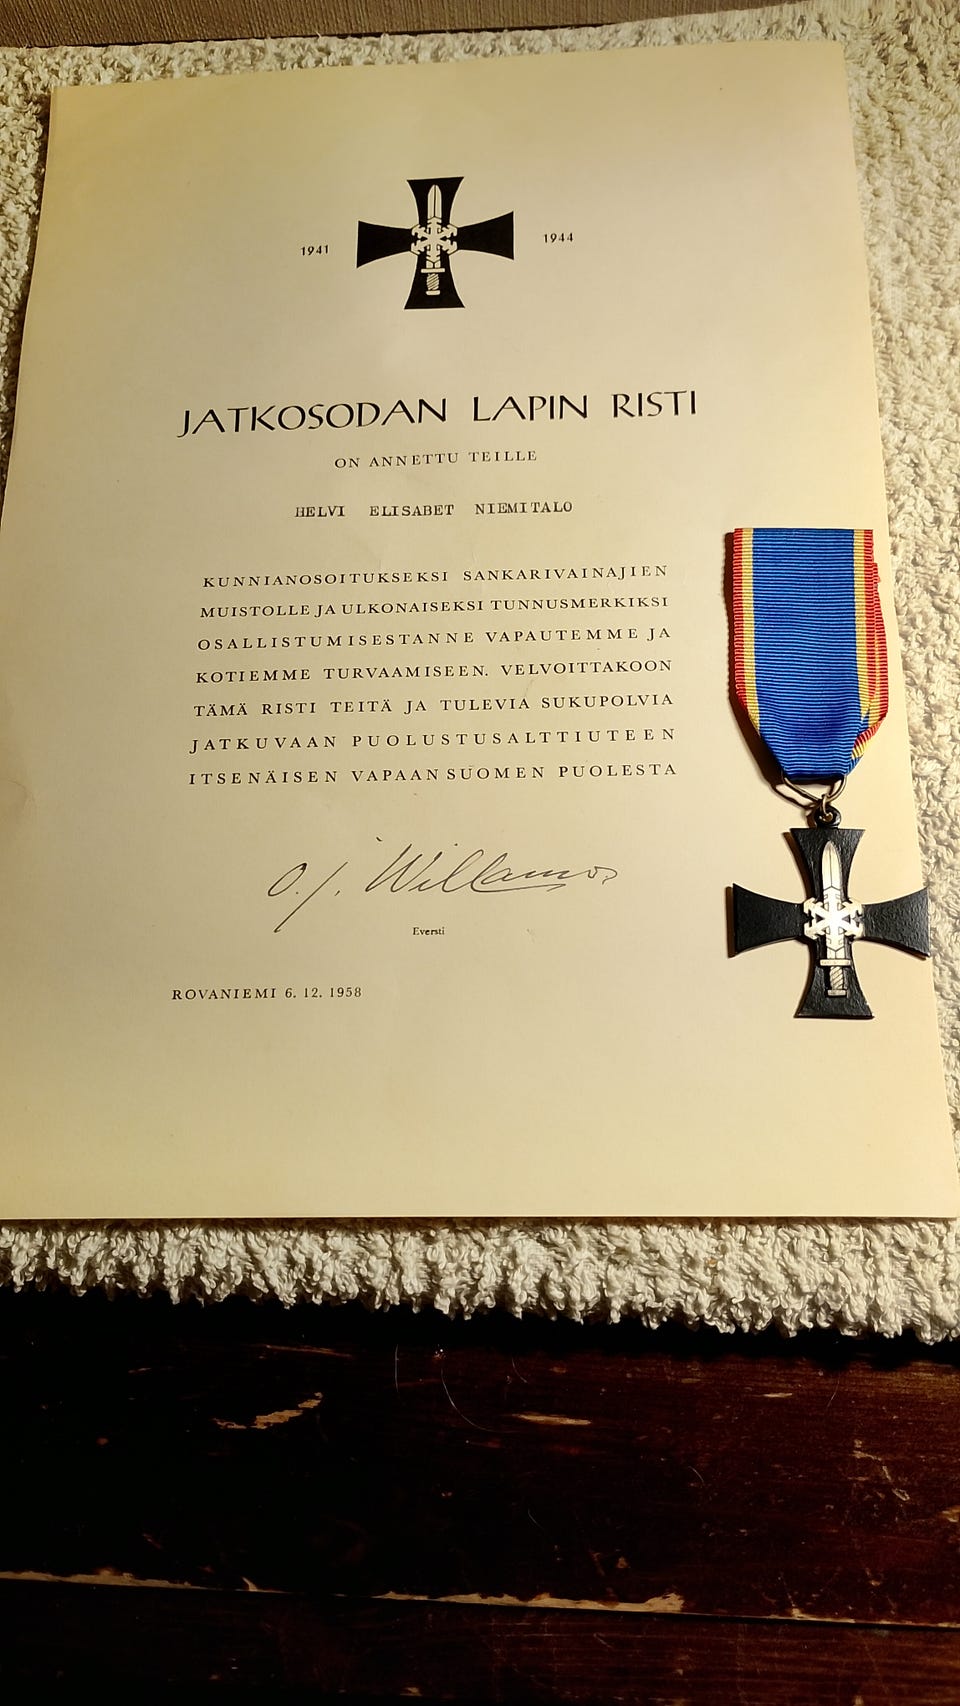 1941 1944
JATKOSODAN LAPIN RISTI
ON ANNETTU TEILLE
HELVI ELISABET NIEMITALO
KUNNIANOSOITUKSEKSI SANKARIVAINAJIEN
MUISTOLLE JA ULKONAISEKSI TUNNUSMERKIKSI
OSALLISTUMISESTANNE VAPAUTEMME JA
KOTIEMME TURVAAMISEEN. VELVOITTAKOON
TÄMÄ RISTI TEITÄ JA TULEVIA SUKUPOLVIA
JATKUVAAN PUOLUSTUSALTTIUTEEN
ITSENÄISEN VAPAAN SUOMEN PUOLESTA
O. J. Willamo
Eversti
ROVANIEMI 6. 12. 1958